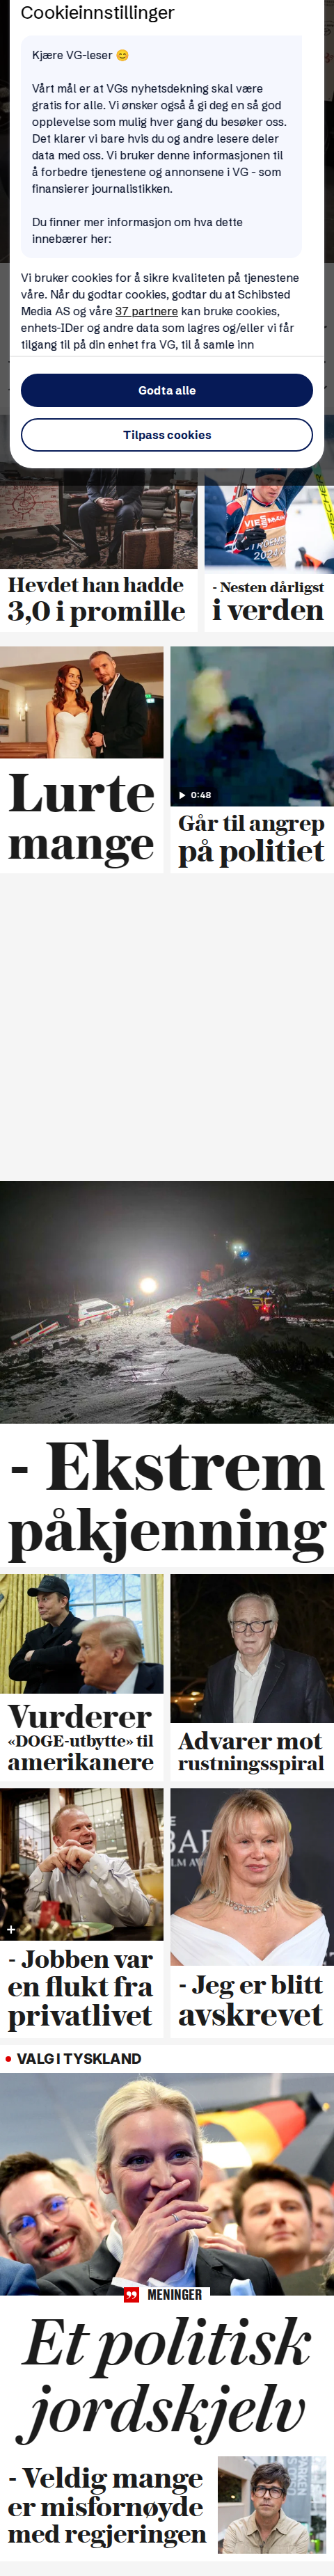 Cookieinnstillinger
Kjære VG-leser 😊
Vårt mål er at VGs nyhetsdekning skal være
gratis for alle. Vi ønsker også å gi deg en så god
opplevelse som mulig hver gang du besøker oss.
Det klarer vi bare hvis du og andre lesere deler
data med oss. Vi bruker denne informasjonen til
å forbedre tjenestene og annonsene i VG - som
finansierer journalistikken.
Du finner mer informasjon om hva dette
innebærer her:
Vi bruker cookies for å sikre kvaliteten på tjenestene
våre. Når du godtar cookies, godtar du at Schibsted
Media AS og våre 37 partnere kan bruke cookies,
enhets-IDer og andre data som lagres og/eller vi får
tilgang til på din enhet fra VG, til å samle inn
Godta alle
Tilpass cookies
Hevdet han hadde
3,0 i promille
- Nesten dårligst
i verden
Lurte
mange
0:48
Går til angrep
på politiet
- Ekstrem
påkjenning
Vurderer
«DOGE-utbytte» til
amerikanere
Advarer mot
rustningsspiral
- Jobben var
en flukt fra
privatlivet
- Jeg er blitt
avskrevet
VALG I TYSKLAND
MENINGER
Et politisk
jordskjelv
- Veldig mange
er misfornøyde
med regjeringen